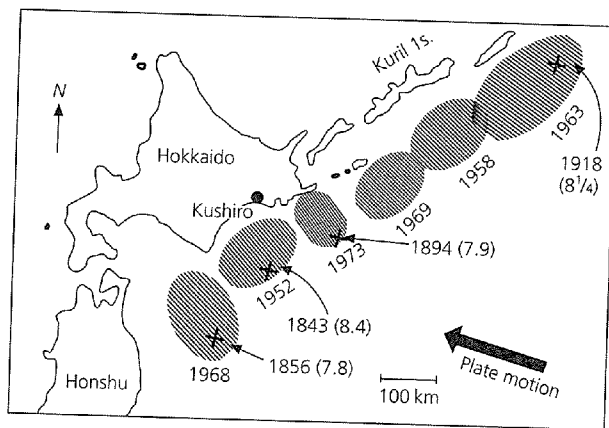 Kuril 1s.
N
Hokkaido
Kushiro
1963
1918
(8¼)
1958
1969
1973
1894 (7.9)
1952
1843 (8.4)
1968
1856 (7.8)
Honshu
100 km
Plate motion